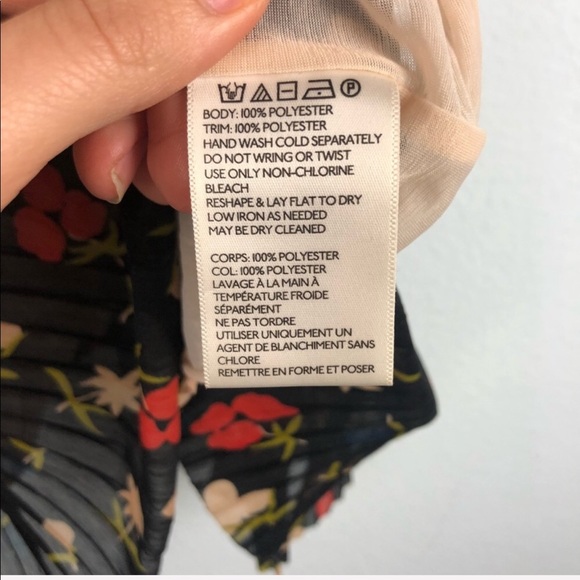 P
BODY: 100% POLYESTER
TRIM: 100% POLYESTER
HAND WASH COLD SEPARATELY
DO NOT WRING OR TWIST
USE ONLY NON-CHLORINE
BLEACH
RESHAPE & LAY FLAT TO DRY
LOW IRON AS NEEDED
MAY BE DRY CLEANED
CORPS: 100% POLYESTER
COL: 100% POLYESTER
LAVAGE À LA MAIN À
TEMPÉRATURE FROIDE
SÉPARÉMENT
NE PAS TORDRE
UTILISER UNIQUEMENT UN
AGENT DE BLANCHIMENT SANS
CHLORE
REMETTRE EN FORME ET POSER